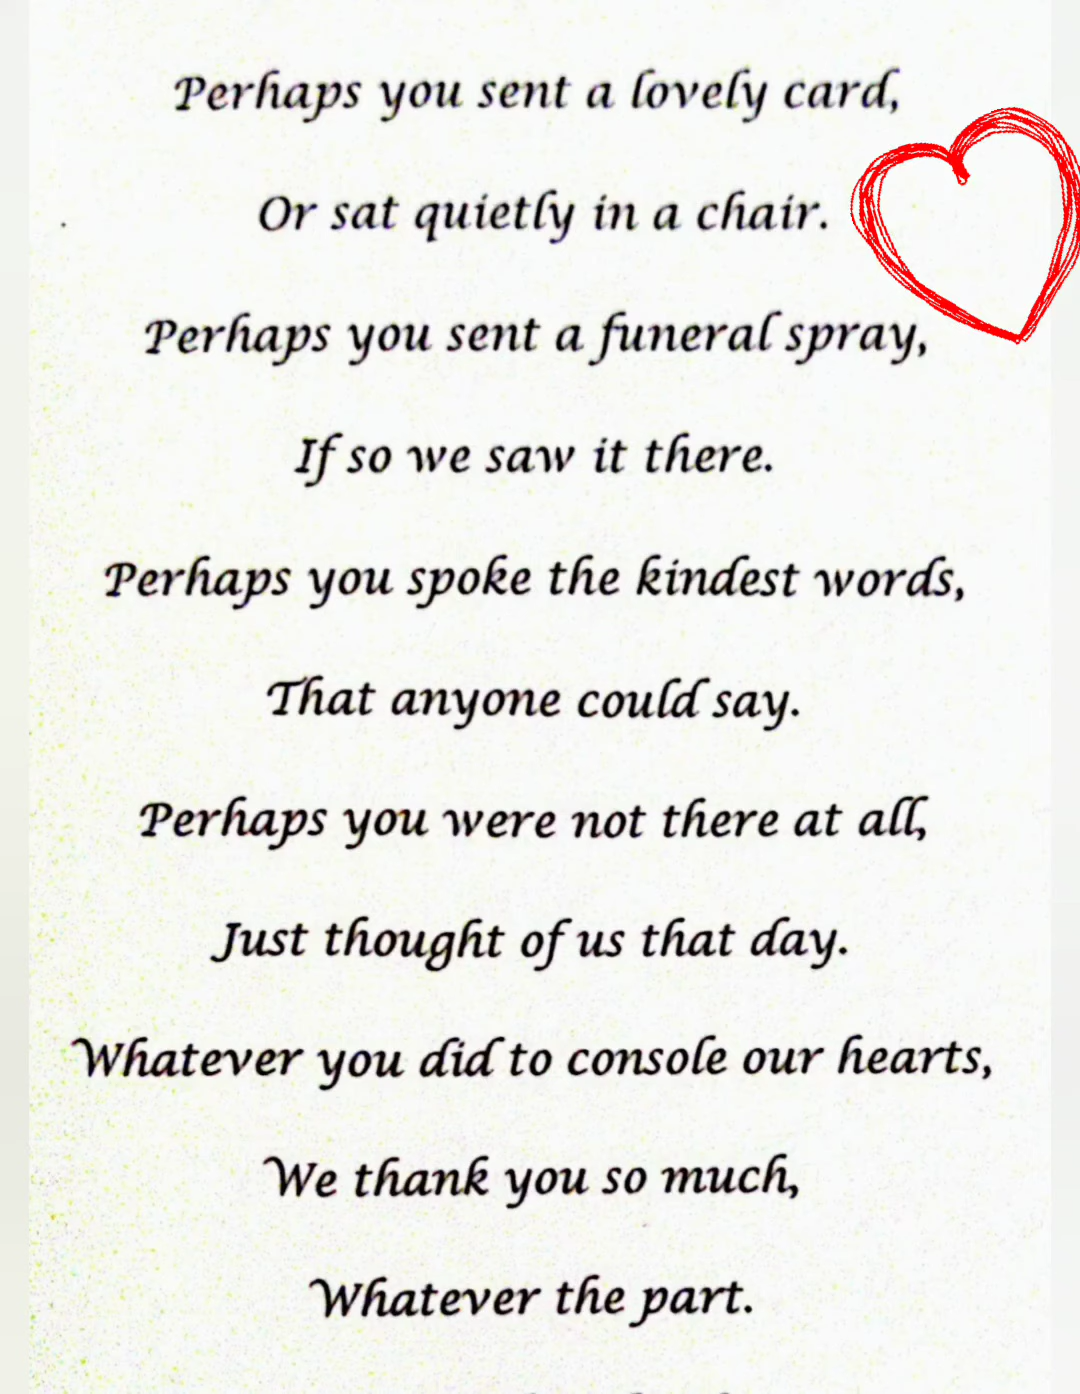 Perhaps you sent a lovely card,
Or sat quietly in a chair.
Perhaps you sent a funeral spray,
If so we saw it there.
Perhaps you spoke the kindest words,
That anyone could say.
Perhaps you were not there at all,
Just thought of us that day.
Whatever you did to console our hearts,
We thank you so much,
Whatever the part.